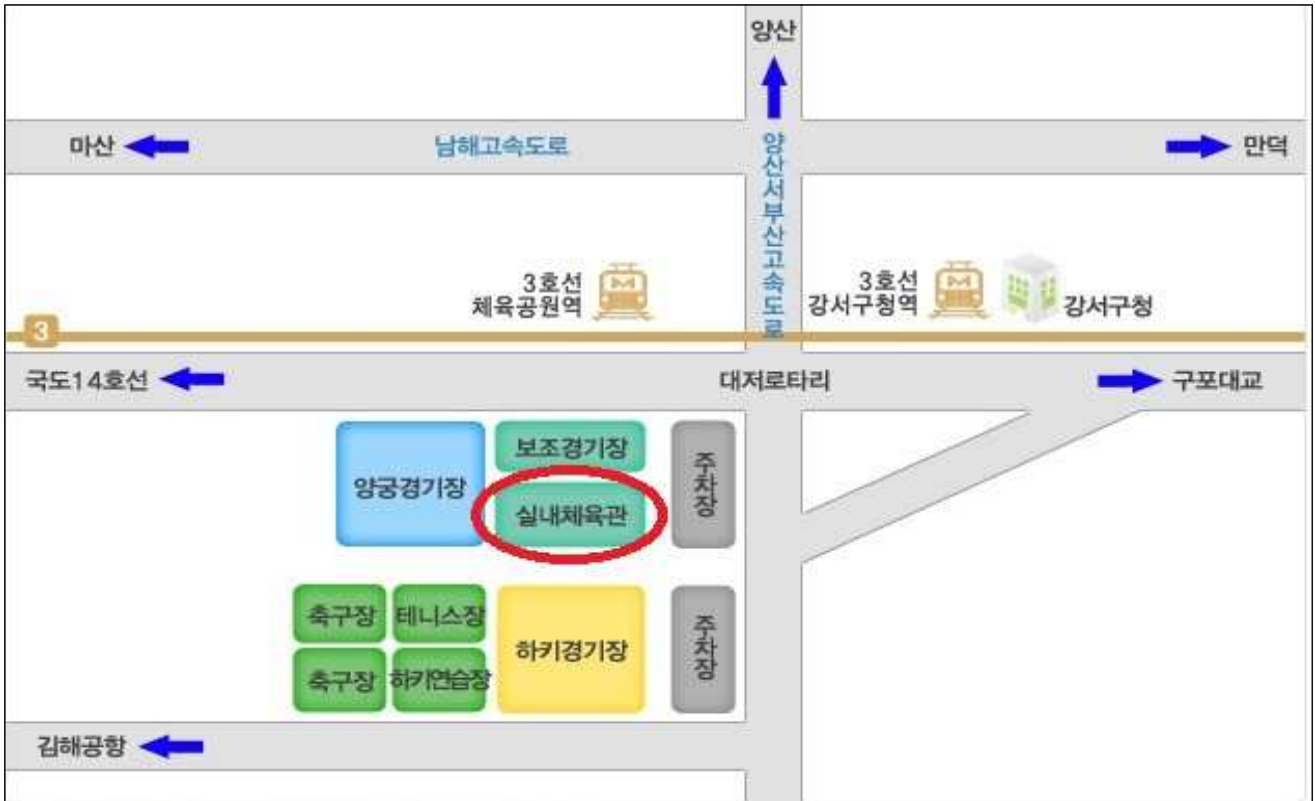 양산
마산
남해고속도로
양산서부산고속도로
만덕
3호선
체육공원역
3호선
강서구청역
강서구청
3
국도14호선
대저로타리
구포대교
양궁경기장
보조경기장
실내체육관
주차장
축구장
테니스장
하키경기장
주차장
축구장
하키연습장
김해공항